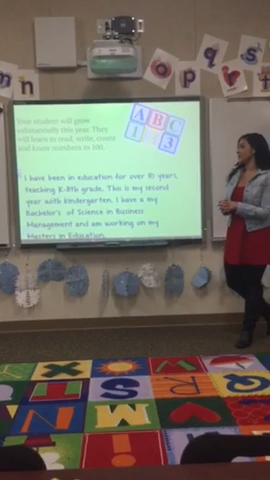 Your student will grow
substantially this year. They
will learn to read, write, count
and know numbers to 100.
A B C
1 3
I have been in education for over 10 years,
teaching K-8th grade. This is my second
year with kindergarten. I have a my
Bachelor's of Science in Business
Management and am working on my
Masters in Education.
m n
o p q r s
X S R Q
N M